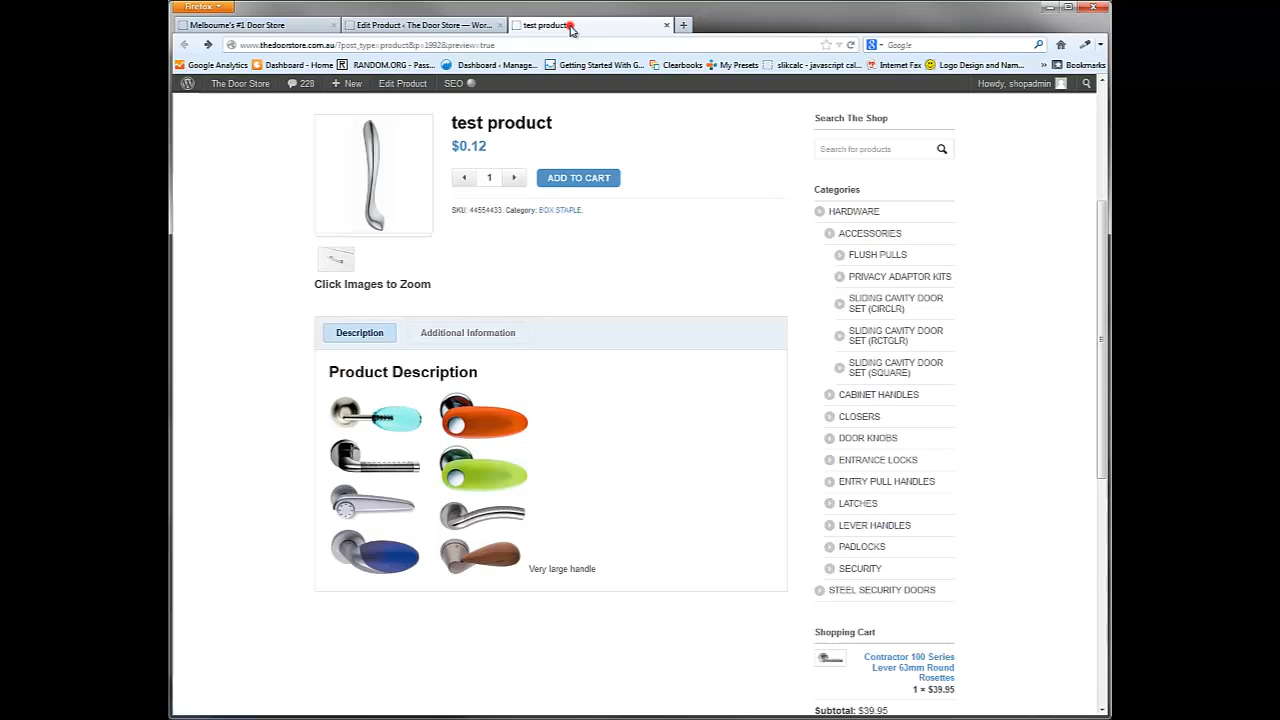 Firefox
Melbourne's #1 Door Store
Edit Product ‹ The Door Store — Wor...
test product
www.thedoorstore.com.au/?post_type=product&p=1992&preview=true
Google
Google Analytics
Dashboard - Home
RANDOM.ORG - Pass...
Dashboard ‹ Manage...
Getting Started With G...
Clearbooks
My Presets
slikcalc - javascript cal...
Internet Fax
Logo Design and Nam...
»
Bookmarks
The Door Store
228
+ New
Edit Product
SEO
Howdy, shopadmin
test product
$0.12
1
ADD TO CART
SKU: 44554433. Category: BOX STAPLE.
Click Images to Zoom
Description
Additional Information
Product Description
Very large handle
Search The Shop
Search for products
Categories
HARDWARE
ACCESSORIES
FLUSH PULLS
PRIVACY ADAPTOR KITS
SLIDING CAVITY DOOR
SET (CIRCLR)
SLIDING CAVITY DOOR
SET (RCTGLR)
SLIDING CAVITY DOOR
SET (SQUARE)
CABINET HANDLES
CLOSERS
DOOR KNOBS
ENTRANCE LOCKS
ENTRY PULL HANDLES
LATCHES
LEVER HANDLES
PADLOCKS
SECURITY
STEEL SECURITY DOORS
Shopping Cart
Contractor 100 Series
Lever 63mm Round
Rosettes
1 × $39.95
Subtotal: $39.95